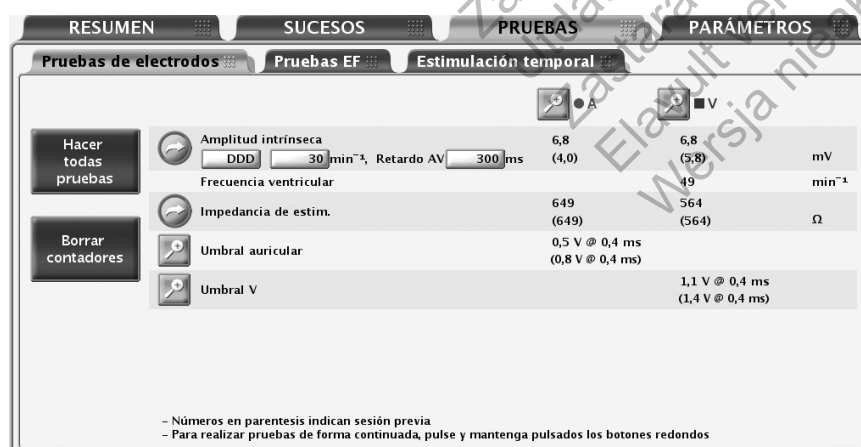 RESUMEN SUCESOS PRUEBAS PARÁMETROS
Pruebas de electrodos Pruebas EF Estimulación temporal
A V
Hacer todas pruebas
Amplitud intrínseca 6,8 6,8
DDD 30 min⁻¹, Retardo AV 300 ms (4,0) (5,8) mV
Frecuencia ventricular 49 min⁻¹
Impedancia de estim. 649 564
(649) (564) Ω
Borrar contadores
Umbral auricular 0,5 V @ 0,4 ms
(0,8 V @ 0,4 ms)
Umbral V 1,1 V @ 0,4 ms
(1,4 V @ 0,4 ms)
– Números en parentesis indican sesión previa
– Para realizar pruebas de forma continuada, pulse y mantenga pulsados los botones redondos